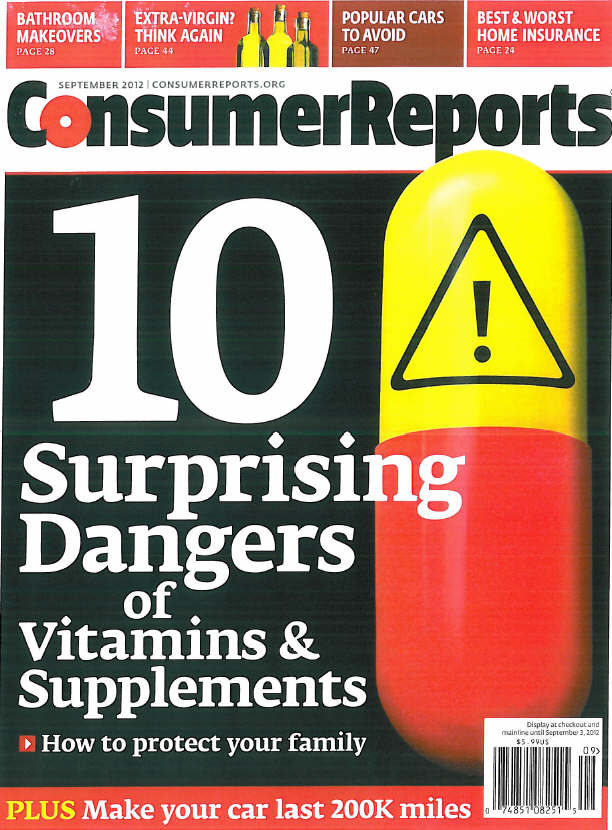 BATHROOM
MAKEOVERS
PAGE 28
EXTRA-VIRGIN?
THINK AGAIN
PAGE 44
POPULAR CARS
TO AVOID
PAGE 47
BEST & WORST
HOME INSURANCE
PAGE 24
SEPTEMBER 2012 | CONSUMERREPORTS.ORG
ConsumerReports
10
!
Surprising
Dangers
of
Vitamins &
Supplements
How to protect your family
Display at checkout and
mainline until September 3, 2012
$5.99US
09>
0 74851 08251 5
PLUS Make your car last 200K miles